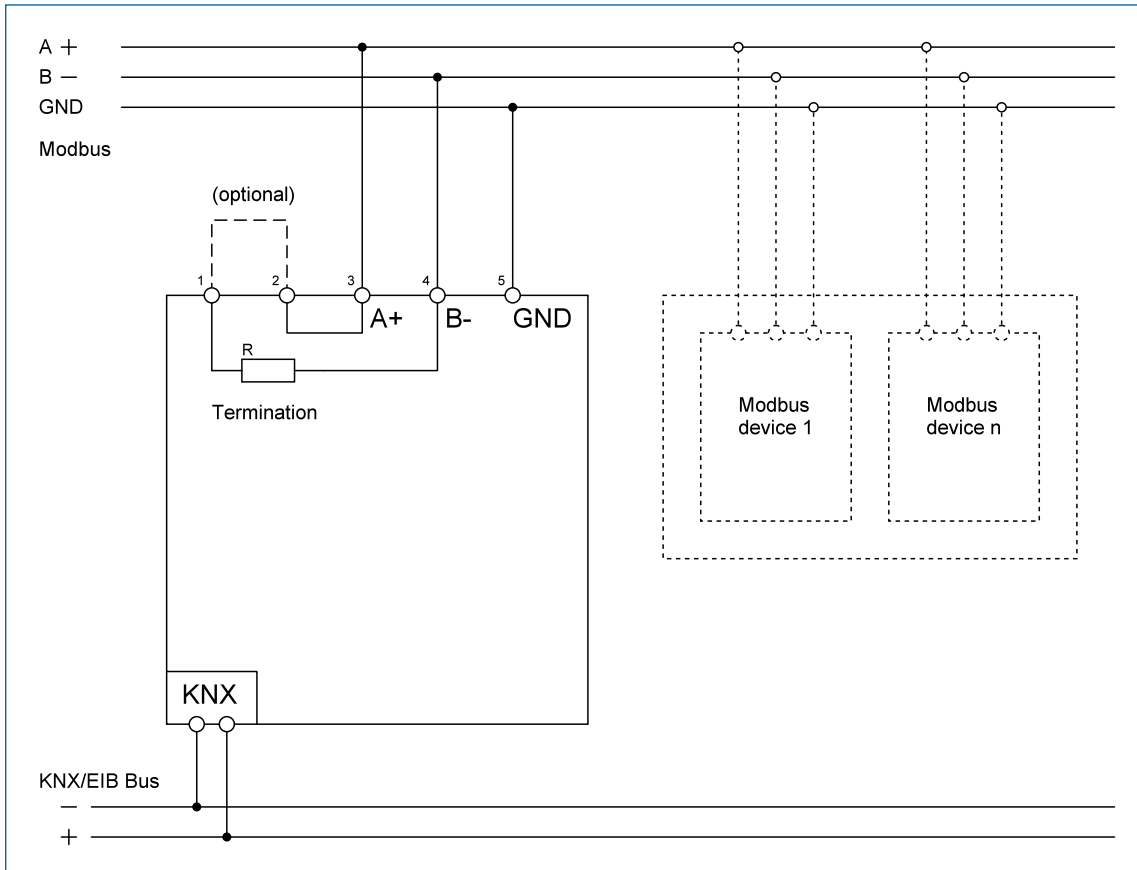 A +
B −
GND
Modbus
(optional)
1 2 3 4 5
A+ B- GND
R
Termination
Modbus
device 1
Modbus
device n
KNX
KNX/EIB Bus
−
+